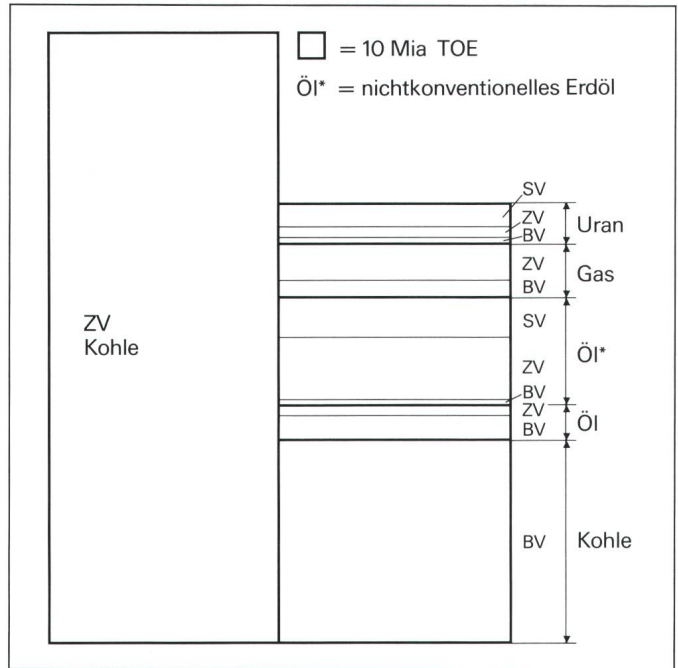 = 10 Mia TOE
Öl* = nichtkonventionelles Erdöl
SV
ZV
BV
Uran
ZV
BV
Gas
SV
ZV
BV
Öl*
ZV
BV
Öl
BV
Kohle
ZV
Kohle